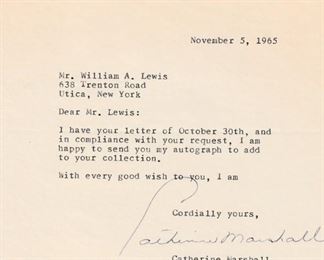 November 5, 1965
Mr. William A. Lewis
638 Trenton Road
Utica, New York
Dear Mr. Lewis:
I have your letter of October 30th, and
in compliance with your request, I am
happy to send you my autograph to add
to your collection.
With every good wish to you, I am
Cordially yours,
Catherine Marshall
Catherine Marshall